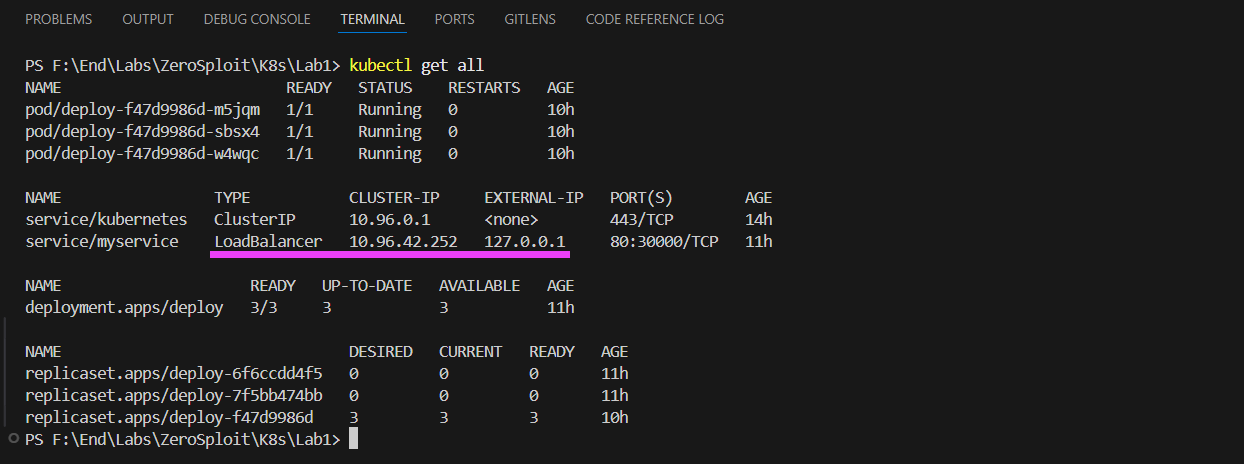 PROBLEMS OUTPUT DEBUG CONSOLE TERMINAL PORTS GITLENS CODE REFERENCE LOG
PS F:\End\Labs\ZeroSploit\K8s\Lab1> kubectl get all
NAME READY STATUS RESTARTS AGE
pod/deploy-f47d9986d-m5jqm 1/1 Running 0 10h
pod/deploy-f47d9986d-sbsx4 1/1 Running 0 10h
pod/deploy-f47d9986d-w4wqc 1/1 Running 0 10h
NAME TYPE CLUSTER-IP EXTERNAL-IP PORT(S) AGE
service/kubernetes ClusterIP 10.96.0.1 <none> 443/TCP 14h
service/myservice LoadBalancer 10.96.42.252 127.0.0.1 80:30000/TCP 11h
NAME READY UP-TO-DATE AVAILABLE AGE
deployment.apps/deploy 3/3 3 3 11h
NAME DESIRED CURRENT READY AGE
replicaset.apps/deploy-6f6ccdd4f5 0 0 0 11h
replicaset.apps/deploy-7f5bb474bb 0 0 0 11h
replicaset.apps/deploy-f47d9986d 3 3 3 10h
PS F:\End\Labs\ZeroSploit\K8s\Lab1>